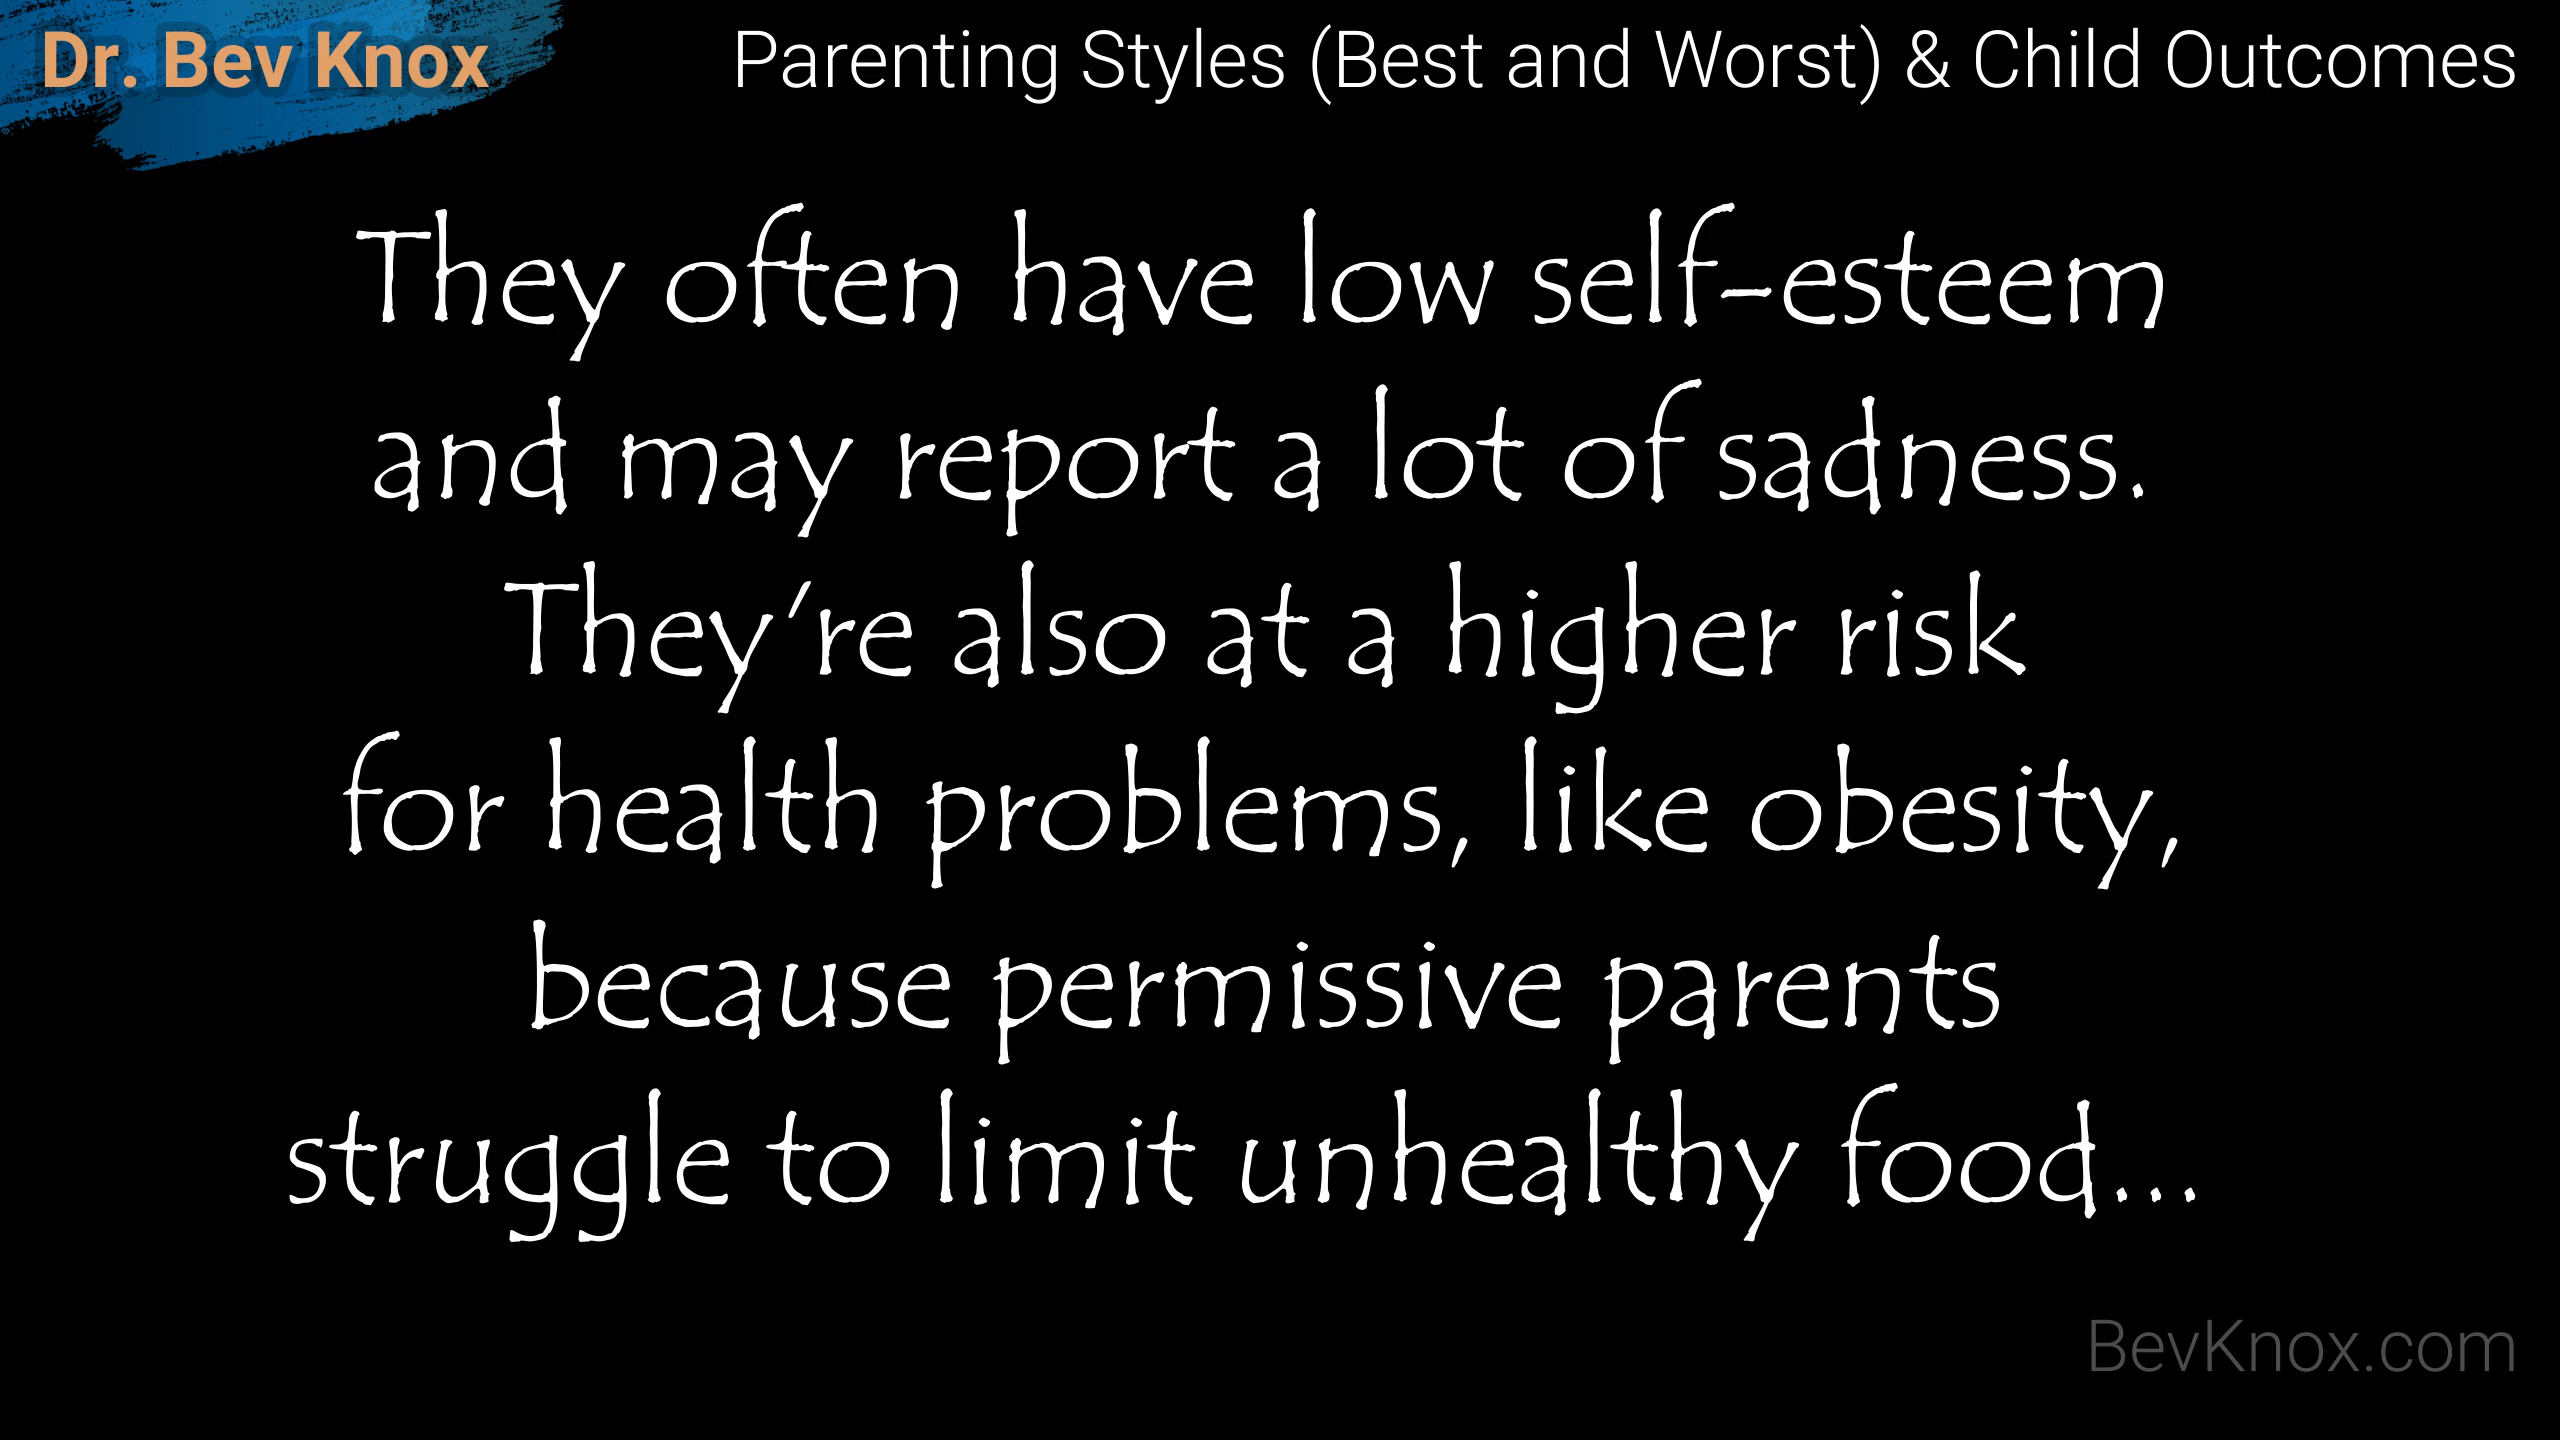 Dr. Bev Knox
Parenting Styles (Best and Worst) & Child Outcomes
They often have low self-esteem
and may report a lot of sadness.
They're also at a higher risk
for health problems, like obesity,
because permissive parents
struggle to limit unhealthy food...
BevKnox.com